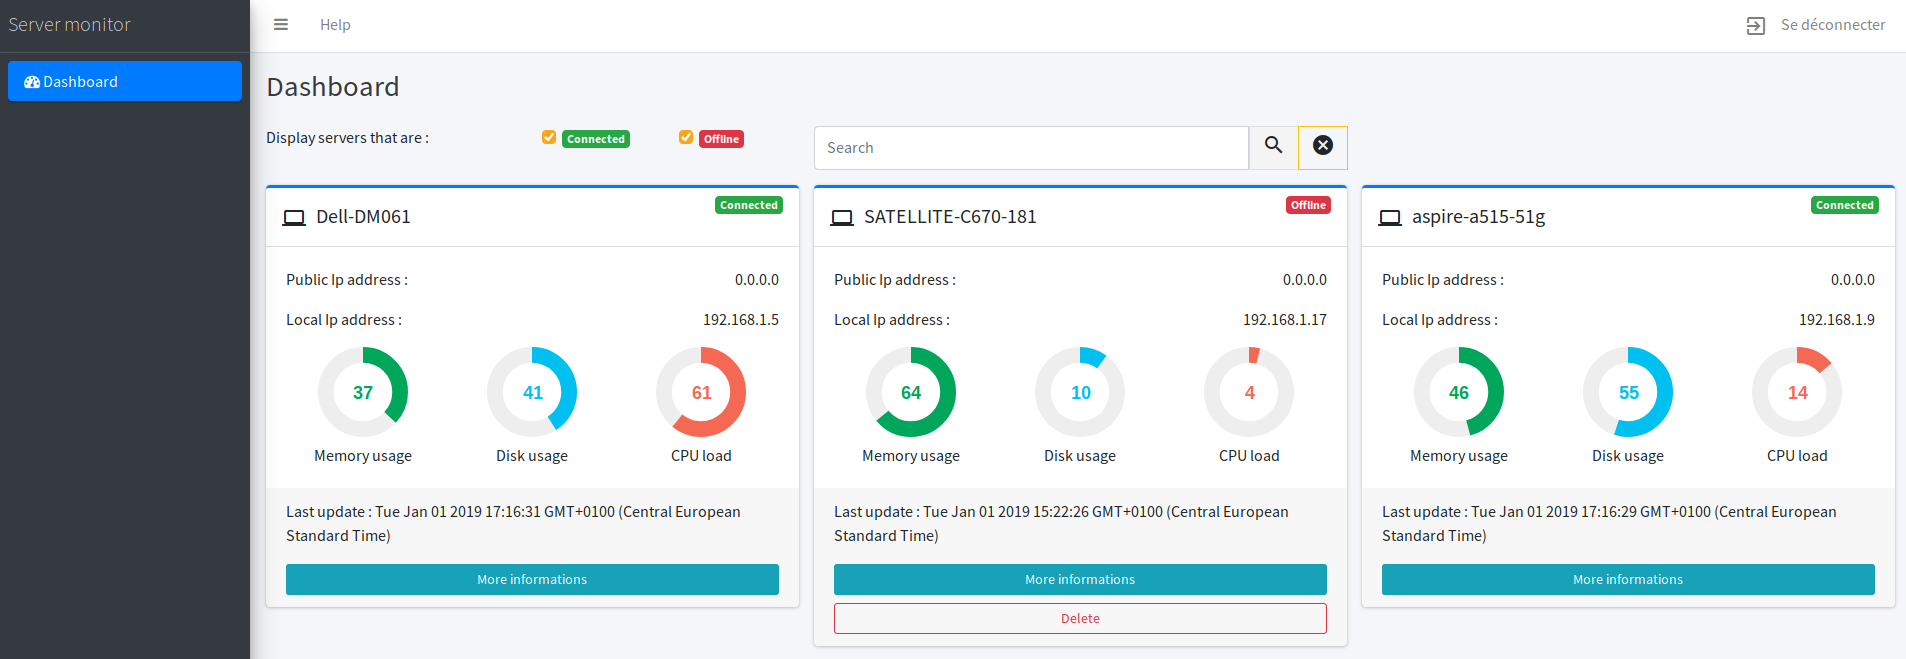 Server monitor
Help
Se déconnecter
Dashboard
Dashboard
Display servers that are :
Connected
Offline
Search
Dell-DM061
Connected
Public Ip address :
0.0.0.0
Local Ip address :
192.168.1.5
37
41
61
Memory usage
Disk usage
CPU load
Last update : Tue Jan 01 2019 17:16:31 GMT+0100 (Central European
Standard Time)
More informations
SATELLITE-C670-181
Offline
Public Ip address :
0.0.0.0
Local Ip address :
192.168.1.17
64
10
4
Memory usage
Disk usage
CPU load
Last update : Tue Jan 01 2019 15:22:26 GMT+0100 (Central European
Standard Time)
More informations
Delete
aspire-a515-51g
Connected
Public Ip address :
0.0.0.0
Local Ip address :
192.168.1.9
46
55
14
Memory usage
Disk usage
CPU load
Last update : Tue Jan 01 2019 17:16:29 GMT+0100 (Central European
Standard Time)
More informations